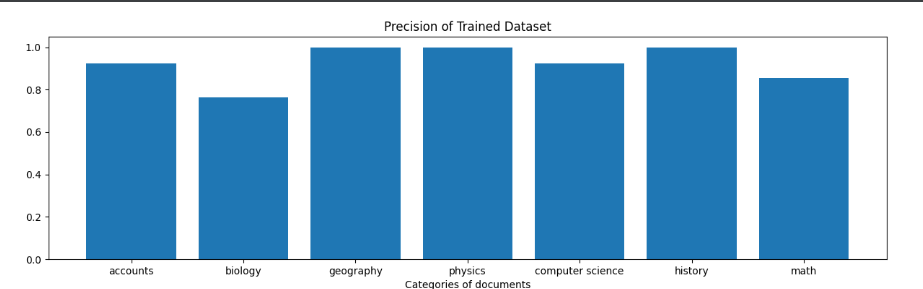 Precision of Trained Dataset
1.0
0.8
0.6
0.4
0.2
0.0
accounts biology geography physics computer science history math
Categories of documents